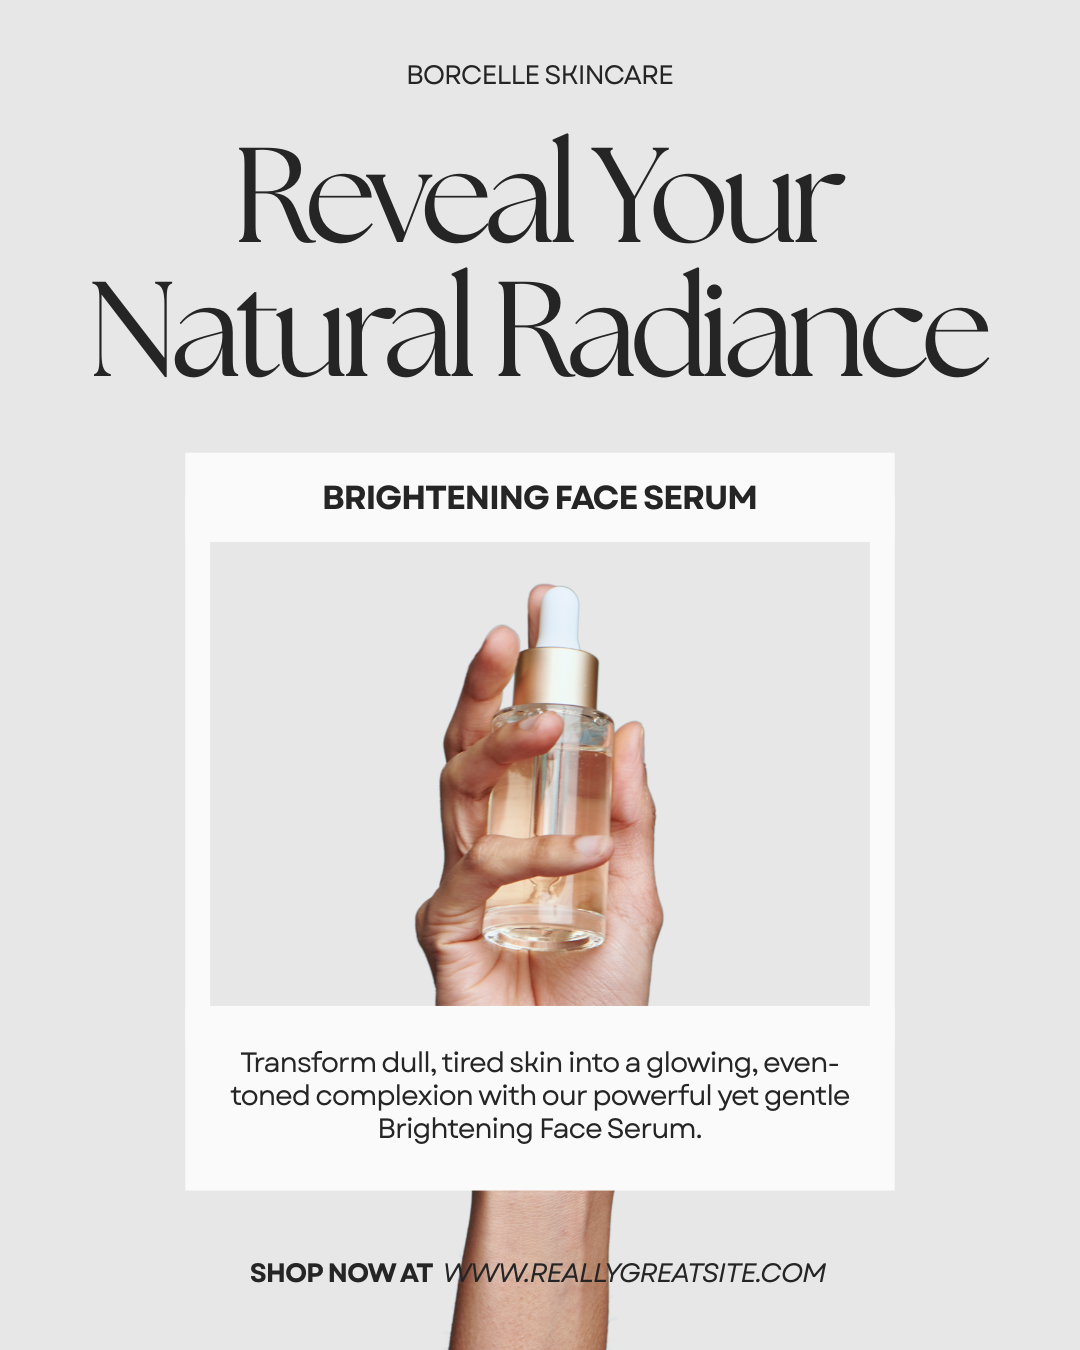 BORCELLE SKINCARE
Reveal Your
Natural Radiance
BRIGHTENING FACE SERUM
Transform dull, tired skin into a glowing, even-
toned complexion with our powerful yet gentle
Brightening Face Serum.
SHOP NOW AT WWW.REALLYGREATSITE.COM